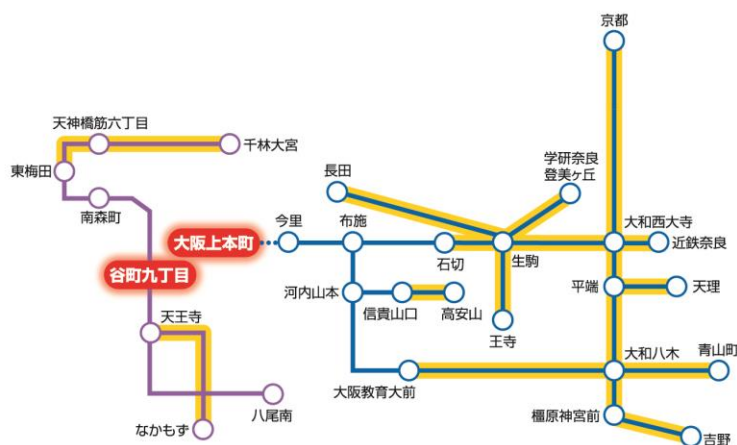 京都
天神橋筋六丁目
千林大宮
東梅田
南森町
長田
学研奈良
登美ヶ丘
大阪上本町
今里
布施
石切
生駒
大和西大寺
近鉄奈良
谷町九丁目
河内山本
信貴山口
高安山
平端
天理
天王寺
王寺
大和八木
青山町
大阪教育大前
八尾南
なかもず
橿原神宮前
吉野